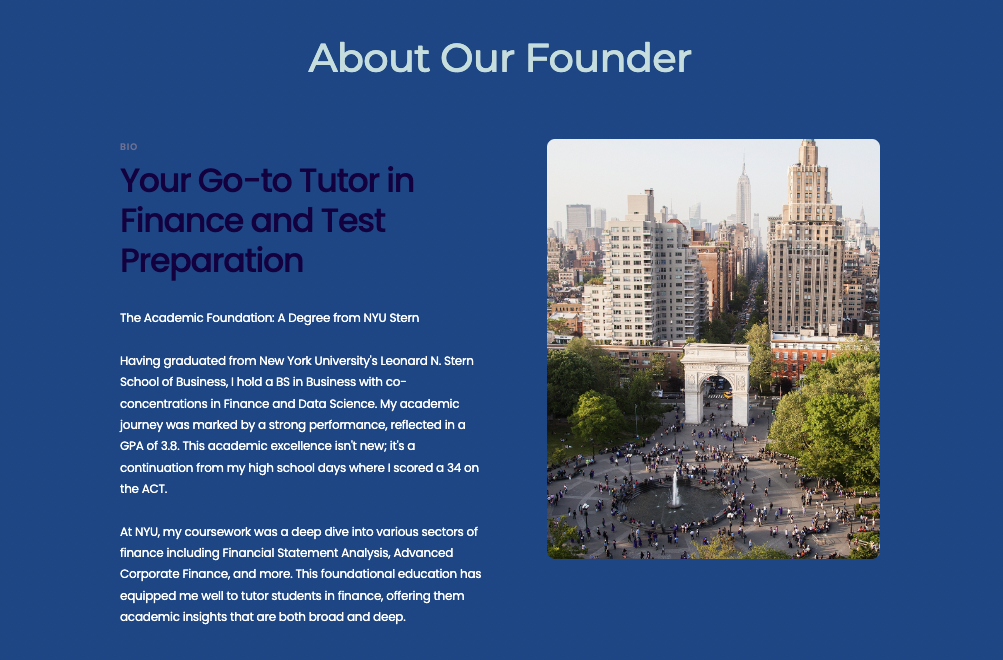 About Our Founder
BIO
Your Go-to Tutor in
Finance and Test
Preparation
The Academic Foundation: A Degree from NYU Stern
Having graduated from New York University's Leonard N. Stern
School of Business, I hold a BS in Business with co-
concentrations in Finance and Data Science. My academic
journey was marked by a strong performance, reflected in a
GPA of 3.8. This academic excellence isn't new; it's a
continuation from my high school days where I scored a 34 on
the ACT.
At NYU, my coursework was a deep dive into various sectors of
finance including Financial Statement Analysis, Advanced
Corporate Finance, and more. This foundational education has
equipped me well to tutor students in finance, offering them
academic insights that are both broad and deep.